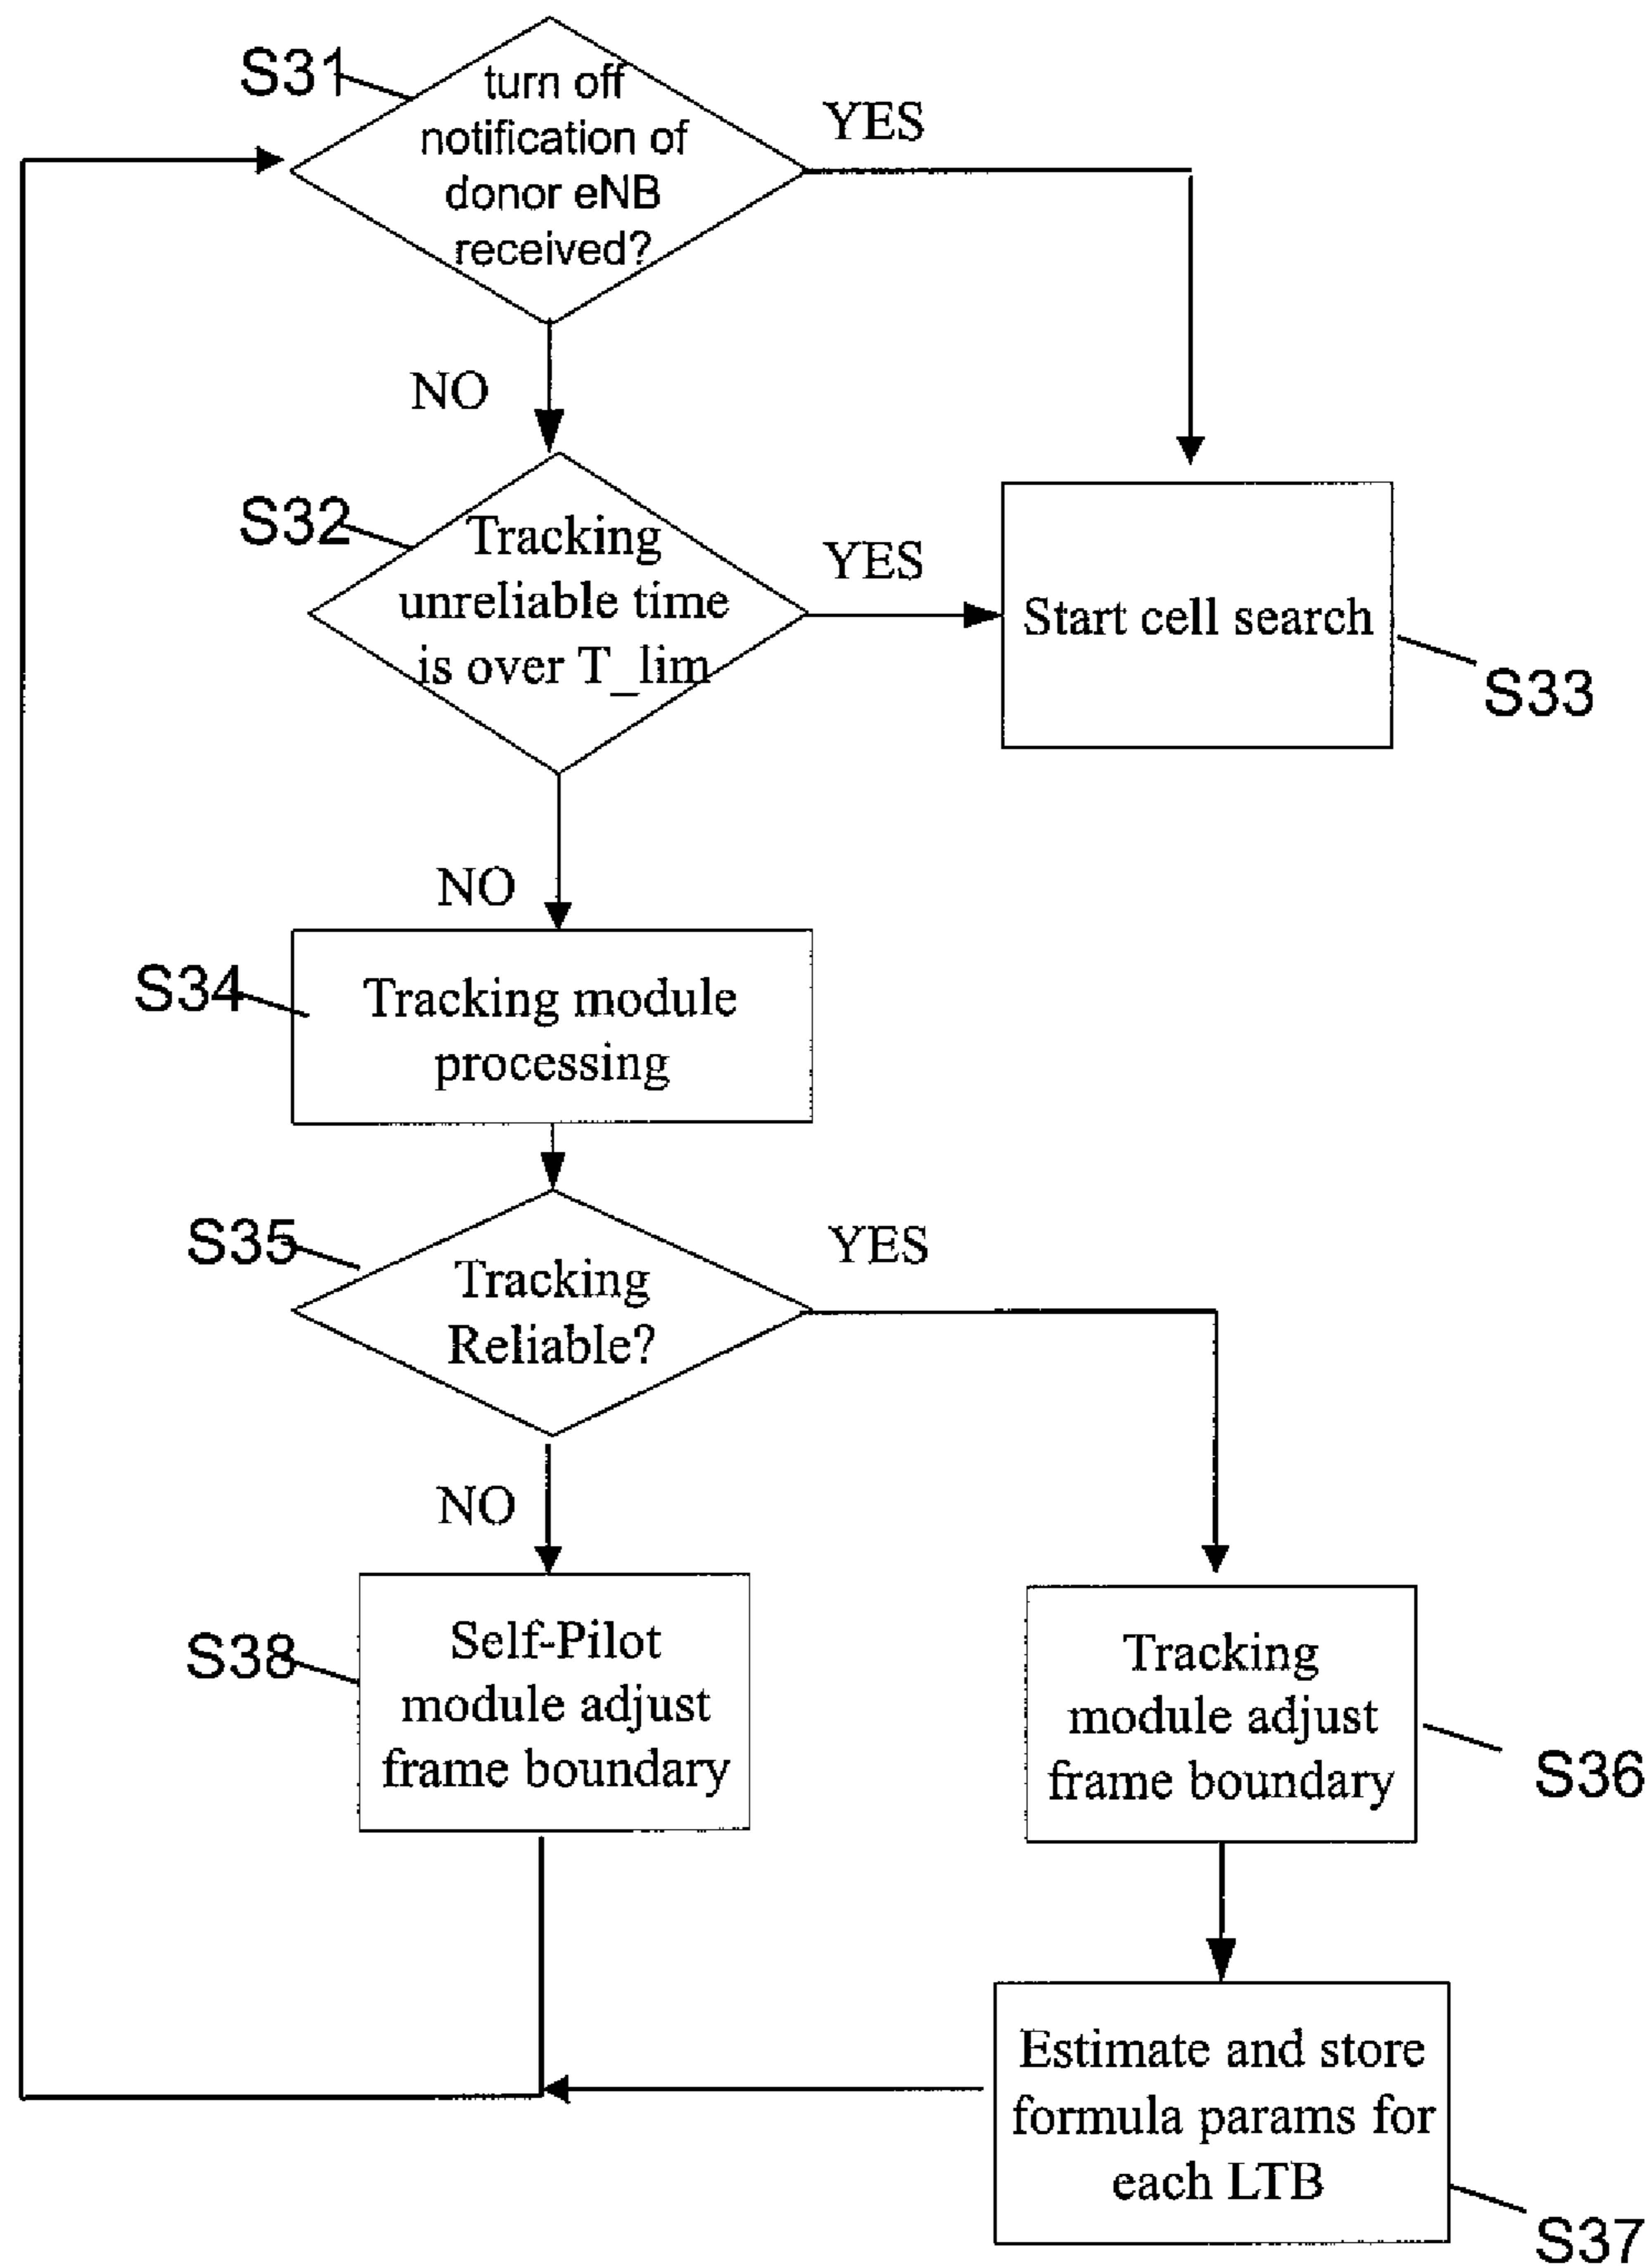 S31
turn off
notification of
donor eNB
received?
YES
NO
S32
Tracking
unreliable time
is over T_lim
YES
Start cell search
S33
NO
S34
Tracking module
processing
S35
Tracking
Reliable?
YES
NO
S38
Self-Pilot
module adjust
frame boundary
Tracking
module adjust
frame boundary
S36
Estimate and store
formula params for
each LTB
S37